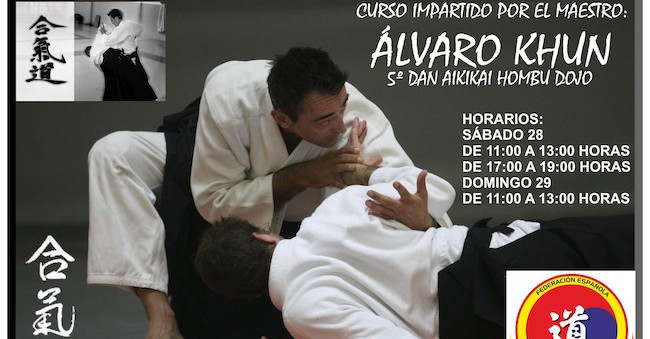 合
氣
道
CURSO IMPARTIDO POR EL MAESTRO:
ÁLVARO KHUN
5º DAN AIKIKAI HOMBU DOJO
HORARIOS:
SÁBADO 28
DE 11:00 A 13:00 HORAS
DE 17:00 A 19:00 HORAS
DOMINGO 29
DE 11:00 A 13:00 HORAS
合
氣
FEDERACIÓN ESPAÑOLA
道